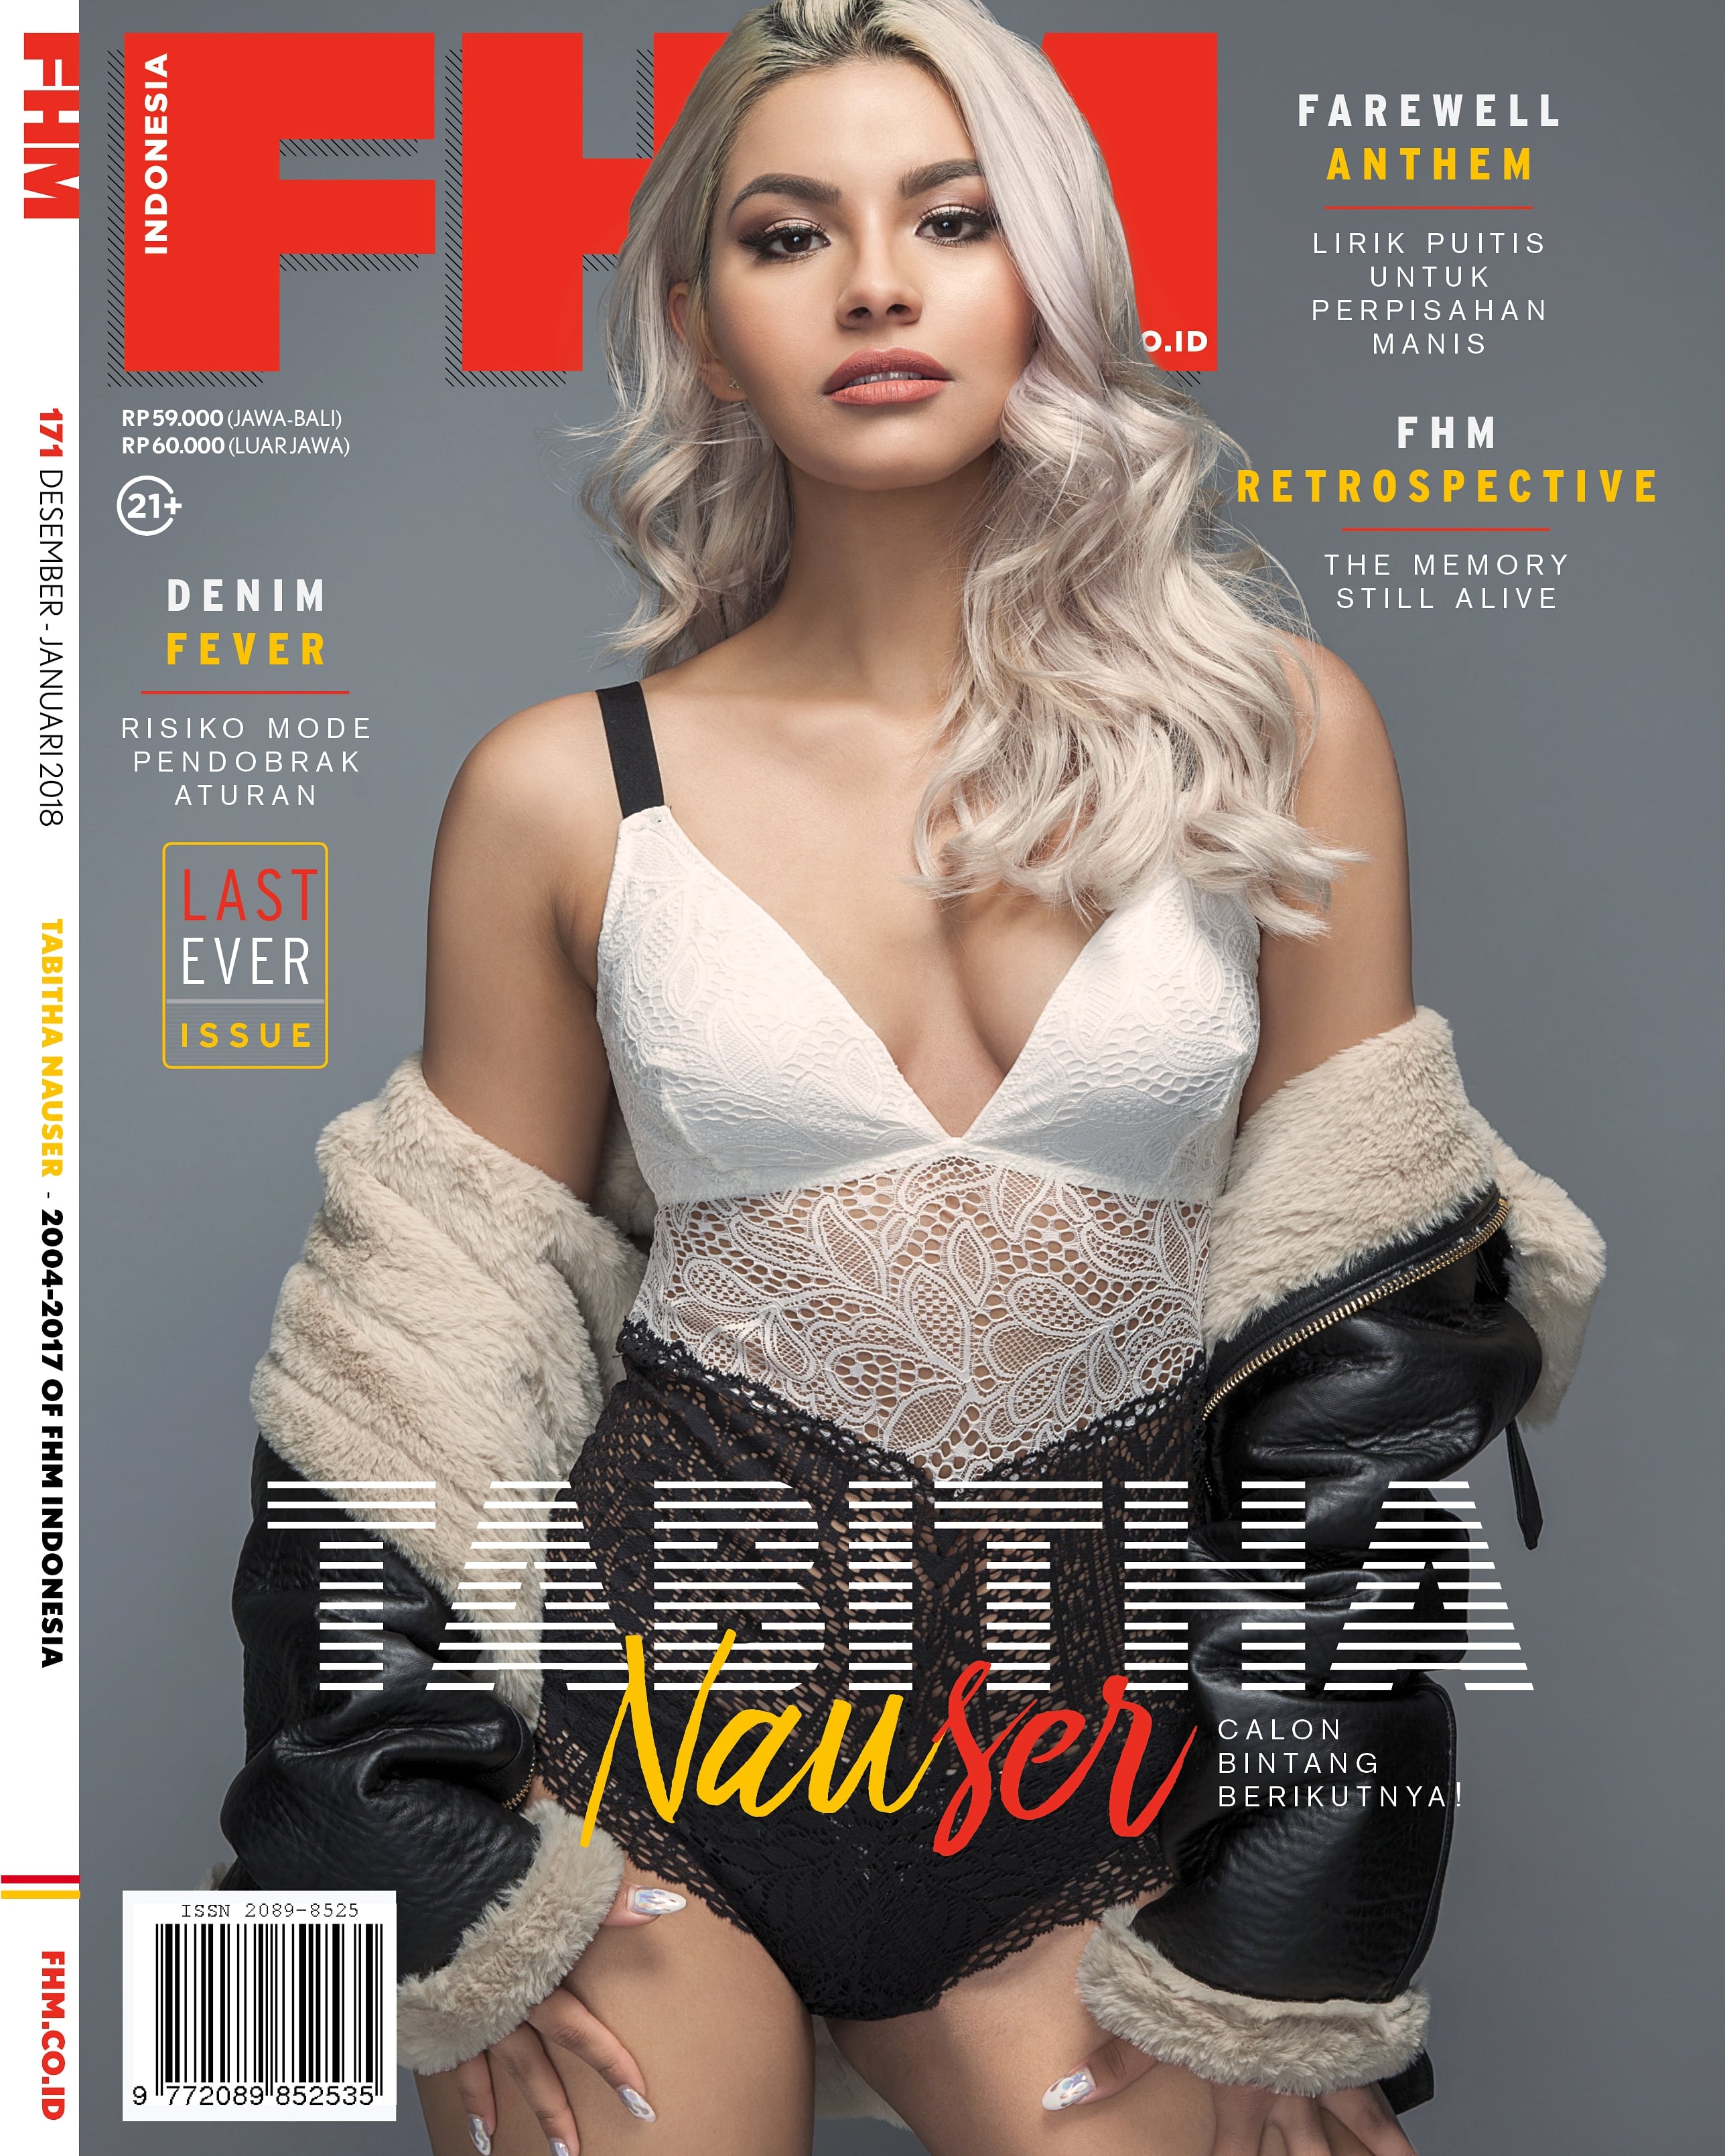 FHM
171 DESEMBER - JANUARI 2018
TABITHA NAUSER - 2004-2017 OF FHM INDONESIA
FHM.CO.ID
INDONESIA
FHM
O.ID
RP 59.000 (JAWA-BALI)
RP 60.000 (LUAR JAWA)
21+
DENIM
FEVER
RISIKO MODE
PENDOBRAK
ATURAN
LAST
EVER
ISSUE
FAREWELL
ANTHEM
LIRIK PUITIS
UNTUK
PERPISAHAN
MANIS
FHM
RETROSPECTIVE
THE MEMORY
STILL ALIVE
TABITHA
Nauser
CALON
BINTANG
BERIKUTNYA!
ISSN 2089-8525
9 772089 852535